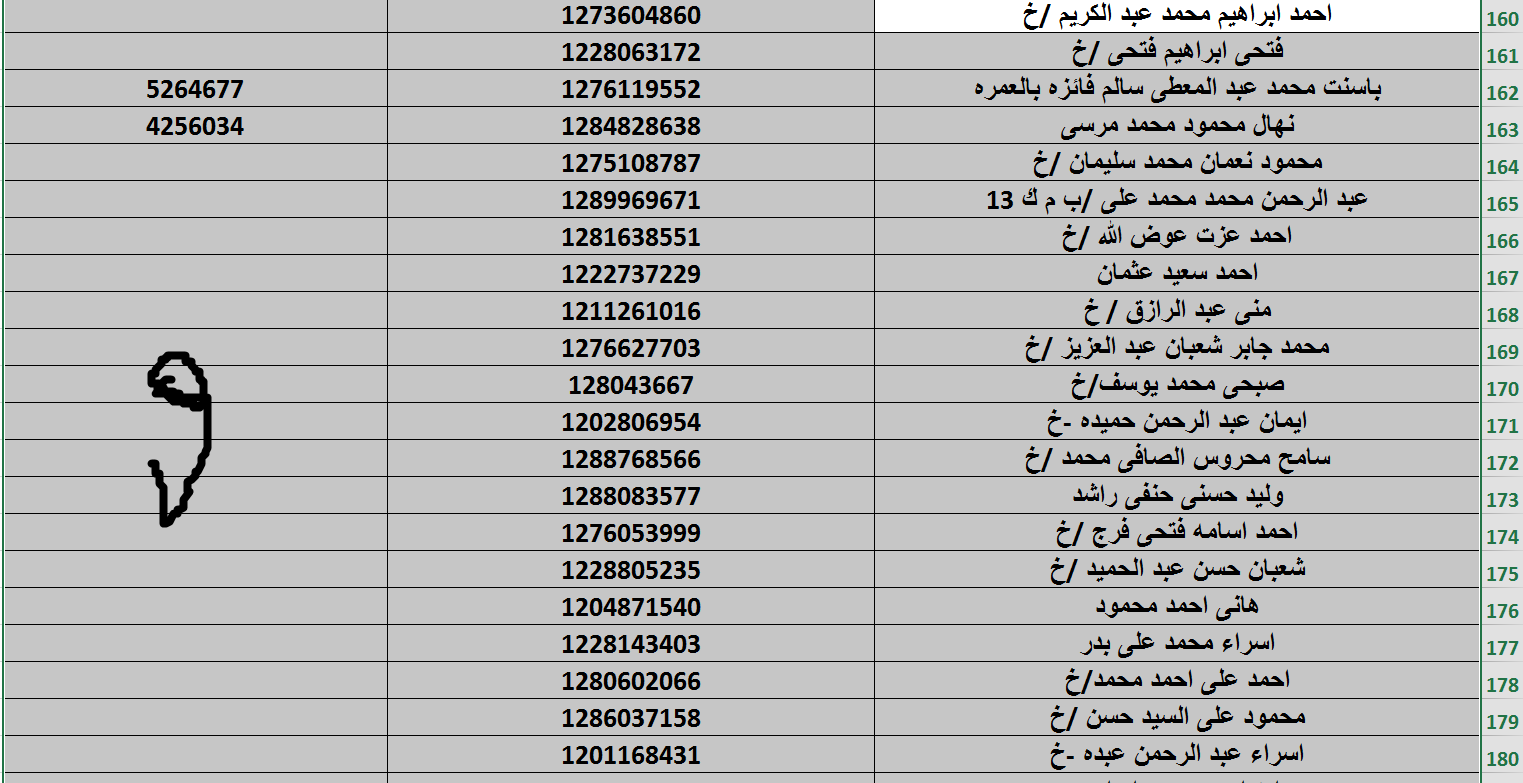 160 احمد ابراهيم محمد عبد الكريم /خ 1273604860
161 فتحى ابراهيم فتحى /خ 1228063172
162 باسنت محمد عبد المعطى سالم فائزه بالعمره 1276119552 5264677
163 نهال محمود محمد مرسى 1284828638 4256034
164 محمود نعمان محمد سليمان /خ 1275108787
165 عبد الرحمن محمد محمد على /ب م ك 13 1289969671
166 احمد عزت عوض الله /خ 1281638551
167 احمد سعيد عثمان 1222737229
168 منى عبد الرازق / خ 1211261016
169 محمد جابر شعبان عبد العزيز /خ 1276627703
170 صبحى محمد يوسف/خ 128043667
171 ايمان عبد الرحمن حميده -خ 1202806954
172 سامح محروس الصافى محمد /خ 1288768566
173 وليد حسنى حنفى راشد 1288083577
174 احمد اسامه فتحى فرج /خ 1276053999
175 شعبان حسن عبد الحميد /خ 1228805235
176 هانى احمد محمود 1204871540
177 اسراء محمد على بدر 1228143403
178 احمد على احمد محمد/خ 1280602066
179 محمود على السيد حسن /خ 1286037158
180 اسراء عبد الرحمن عبده -خ 1201168431